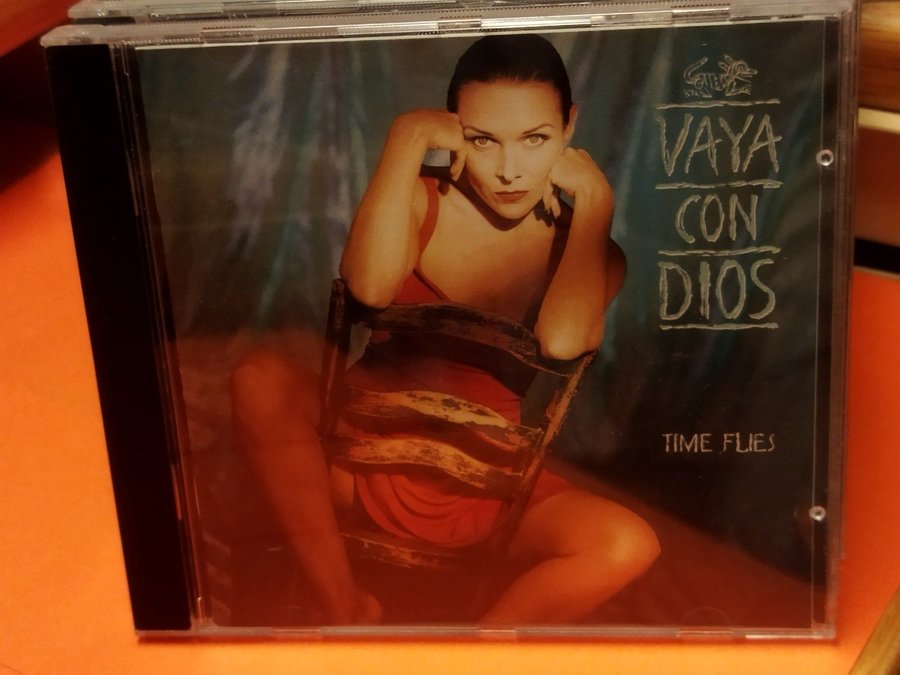 VAYA
CON
DIOS
TIME FLIES